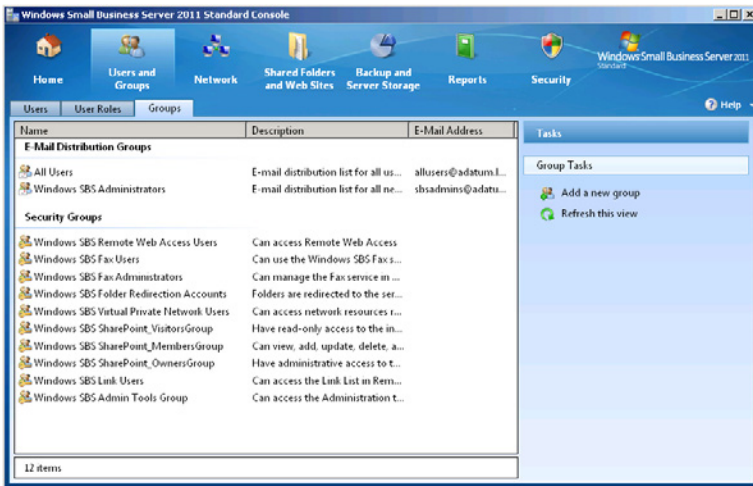 Windows Small Business Server 2011 Standard Console
Home
Users and Groups
Network
Shared Folders and Web Sites
Backup and Server Storage
Reports
Security
Windows Small Business Server 2011
Standard
Users User Roles Groups
Help
Name Description E-Mail Address
E-Mail Distribution Groups
All Users E-mail distribution list for all us... allusers@adatum.l...
Windows SBS Administrators E-mail distribution list for all ne... sbsadmins@adatu...
Security Groups
Windows SBS Remote Web Access Users Can access Remote Web Access
Windows SBS Fax Users Can use the Windows SBS Fax s...
Windows SBS Fax Administrators Can manage the Fax service in ...
Windows SBS Folder Redirection Accounts Folders are redirected to the ser...
Windows SBS Virtual Private Network Users Can access network resources r...
Windows SBS SharePoint_VisitorsGroup Have read-only access to the in...
Windows SBS SharePoint_MembersGroup Can view, add, update, delete, a...
Windows SBS SharePoint_OwnersGroup Have administrative access to t...
Windows SBS Link Users Can access the Link List in Rem...
Windows SBS Admin Tools Group Can access the Administration t...
12 items
Tasks
Group Tasks
Add a new group
Refresh this view